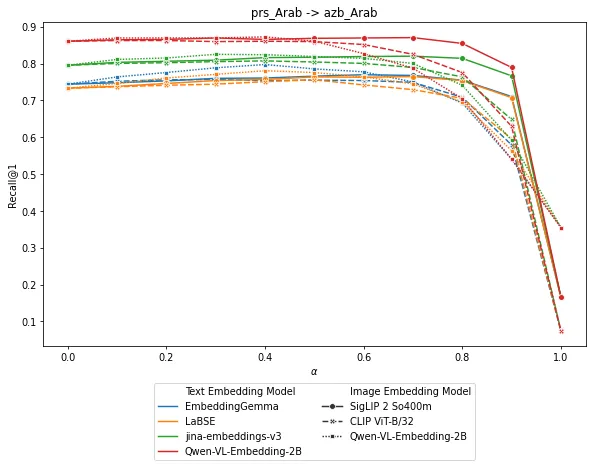 prs_Arab -> azb_Arab
Recall@1
0.9
0.8
0.7
0.6
0.5
0.4
0.3
0.2
0.1
0.0
0.2
0.4
0.6
0.8
1.0
α
Text Embedding Model
EmbeddingGemma
LaBSE
jina-embeddings-v3
Qwen-VL-Embedding-2B
Image Embedding Model
SigLIP 2 So400m
CLIP ViT-B/32
Qwen-VL-Embedding-2B